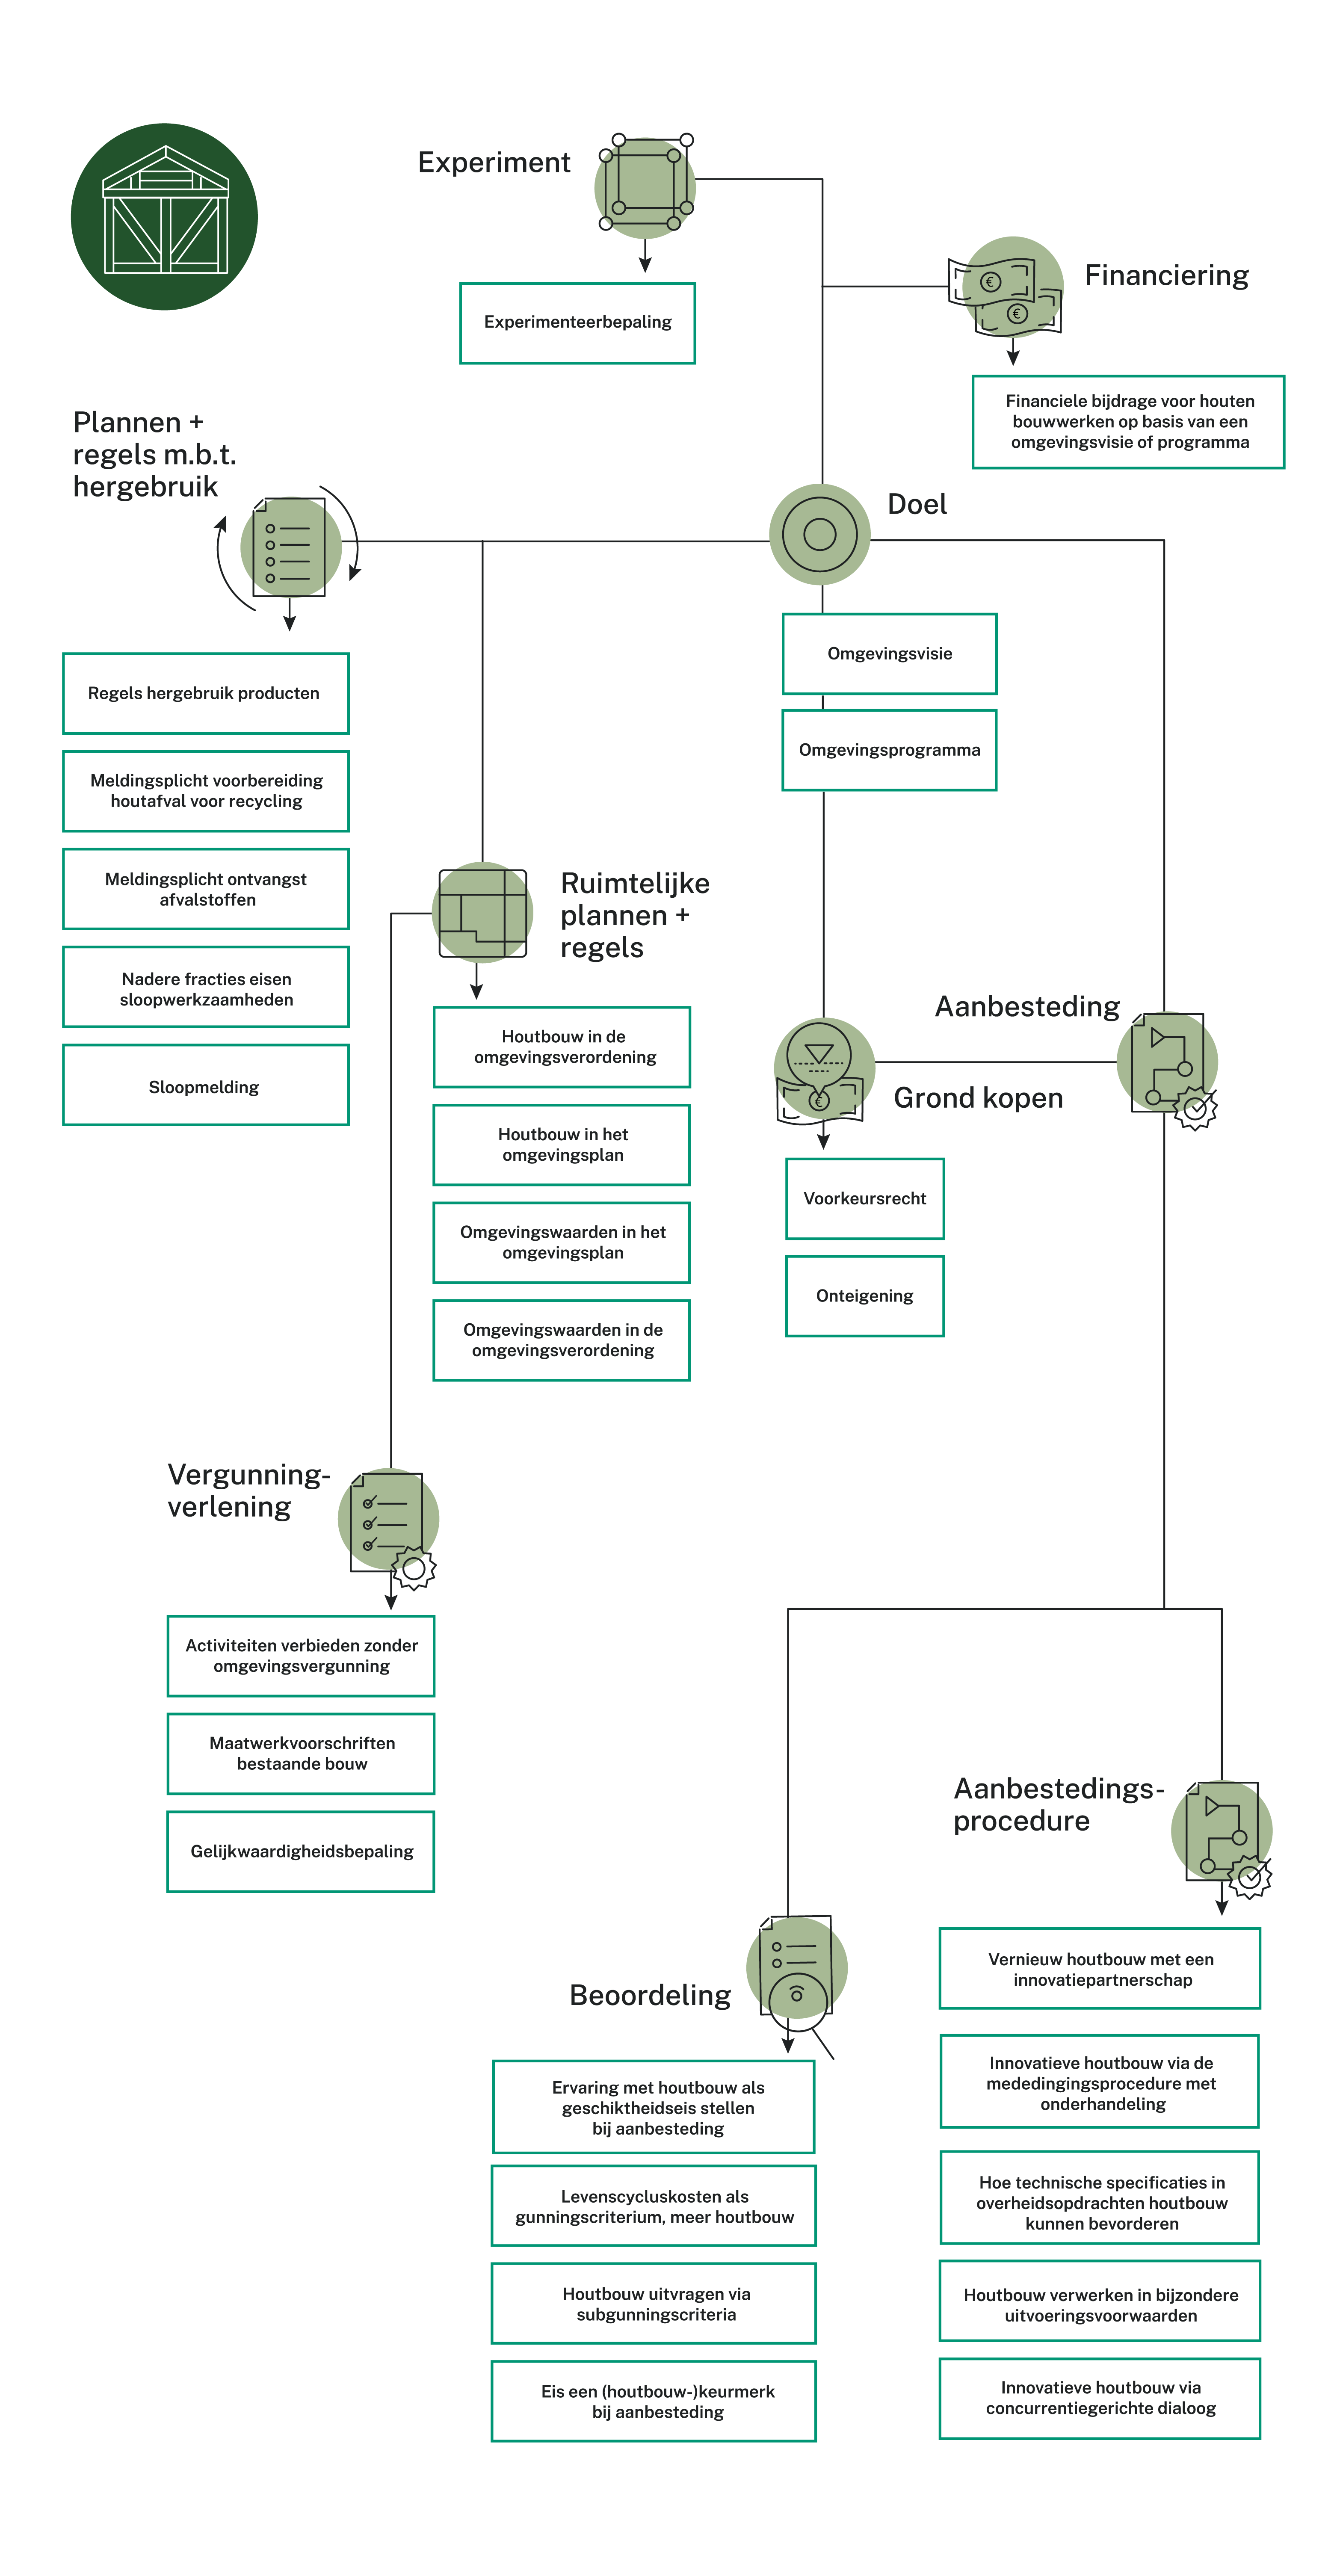 Experiment
Experimenteerbepaling
Financiering
Financiele bijdrage voor houten
bouwwerken op basis van een
omgevingsvisie of programma
Plannen +
regels m.b.t.
hergebruik
Regels hergebruik producten
Meldingsplicht voorbereiding
houtafval voor recycling
Meldingsplicht ontvangst
afvalstoffen
Nadere fracties eisen
sloopwerkzaamheden
Sloopmelding
Doel
Omgevingsvisie
Omgevingsprogramma
Ruimtelijke
plannen +
regels
Houtbouw in de
omgevingsverordening
Houtbouw in het
omgevingsplan
Omgevingswaarden in het
omgevingsplan
Omgevingswaarden in de
omgevingsverordening
Aanbesteding
Grond kopen
Voorkeursrecht
Onteigening
Vergunning-
verlening
Activiteiten verbieden zonder
omgevingsvergunning
Maatwerkvoorschriften
bestaande bouw
Gelijkwaardigheidsbepaling
Aanbestedings-
procedure
Vernieuw houtbouw met een
innovatiepartnerschap
Innovatieve houtbouw via de
mededingingsprocedure met
onderhandeling
Hoe technische specificaties in
overheidsopdrachten houtbouw
kunnen bevorderen
Houtbouw verwerken in bijzondere
uitvoeringsvoorwaarden
Innovatieve houtbouw via
concurrentiegerichte dialoog
Beoordeling
Ervaring met houtbouw als
geschiktheidseis stellen
bij aanbesteding
Levenscycluskosten als
gunningscriterium, meer houtbouw
Houtbouw uitvragen via
subgunningscriteria
Eis een (houtbouw-)keurmerk
bij aanbesteding